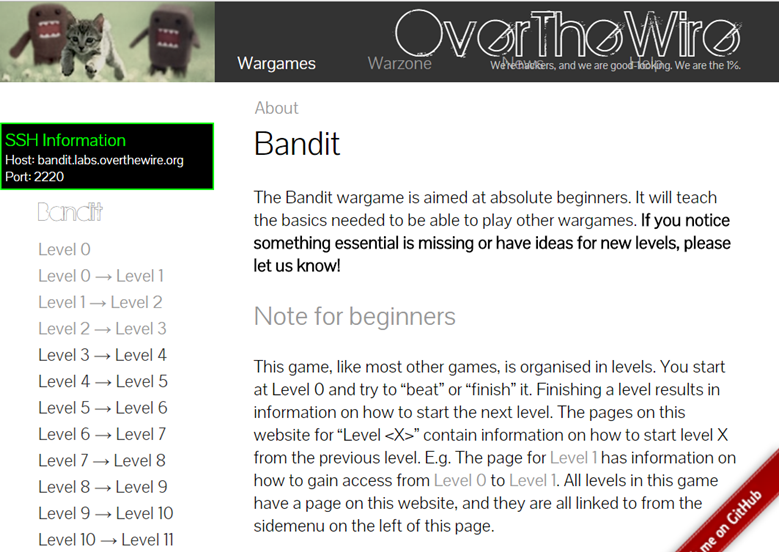 OverTheWire
We're hackers, and we are good-looking. We are the 1%.
Wargames Warzone News Help
SSH Information
Host: bandit.labs.overthewire.org
Port: 2220
Bandit
Level 0
Level 0 → Level 1
Level 1 → Level 2
Level 2 → Level 3
Level 3 → Level 4
Level 4 → Level 5
Level 5 → Level 6
Level 6 → Level 7
Level 7 → Level 8
Level 8 → Level 9
Level 9 → Level 10
Level 10 → Level 11
About
Bandit
The Bandit wargame is aimed at absolute beginners. It will teach
the basics needed to be able to play other wargames. If you notice
something essential is missing or have ideas for new levels, please
let us know!
Note for beginners
This game, like most other games, is organised in levels. You start
at Level 0 and try to “beat” or “finish” it. Finishing a level results in
information on how to start the next level. The pages on this
website for “Level <X>” contain information on how to start level X
from the previous level. E.g. The page for Level 1 has information on
how to gain access from Level 0 to Level 1. All levels in this game
have a page on this website, and they are all linked to from the
sidemenu on the left of this page.
me on GitHub